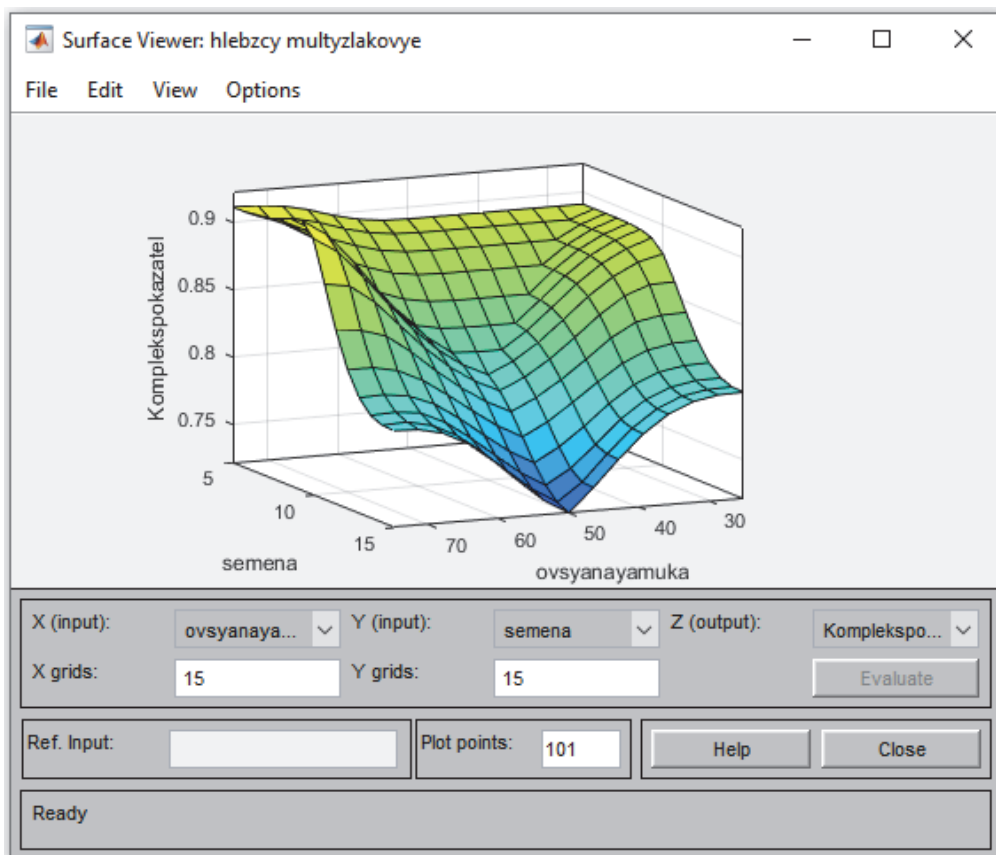 Surface Viewer: hlebzcy multyzlakovye
File Edit View Options
Komplekspokazatel
0.9
0.85
0.8
0.75
5
10
15
semena
70
60
50
40
30
ovsyanayamuka
X (input): ovsyanaya... Y (input): semena Z (output): Komplekspo...
X grids: 15 Y grids: 15 Evaluate
Ref. Input: Plot points: 101 Help Close
Ready